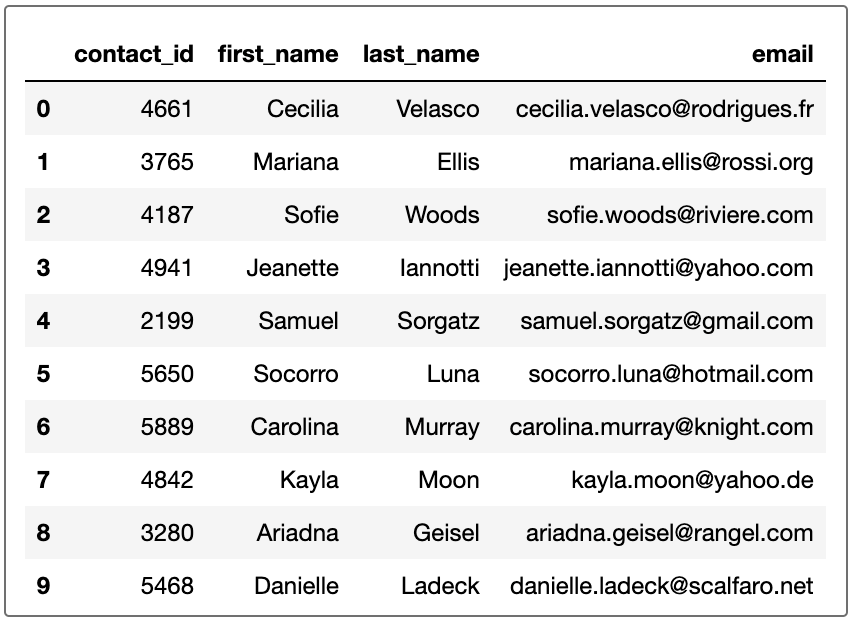 contact_id first_name last_name email
0 4661 Cecilia Velasco cecilia.velasco@rodrigues.fr
1 3765 Mariana Ellis mariana.ellis@rossi.org
2 4187 Sofie Woods sofie.woods@riviere.com
3 4941 Jeanette Iannotti jeanette.iannotti@yahoo.com
4 2199 Samuel Sorgatz samuel.sorgatz@gmail.com
5 5650 Socorro Luna socorro.luna@hotmail.com
6 5889 Carolina Murray carolina.murray@knight.com
7 4842 Kayla Moon kayla.moon@yahoo.de
8 3280 Ariadna Geisel ariadna.geisel@rangel.com
9 5468 Danielle Ladeck danielle.ladeck@scalfaro.net